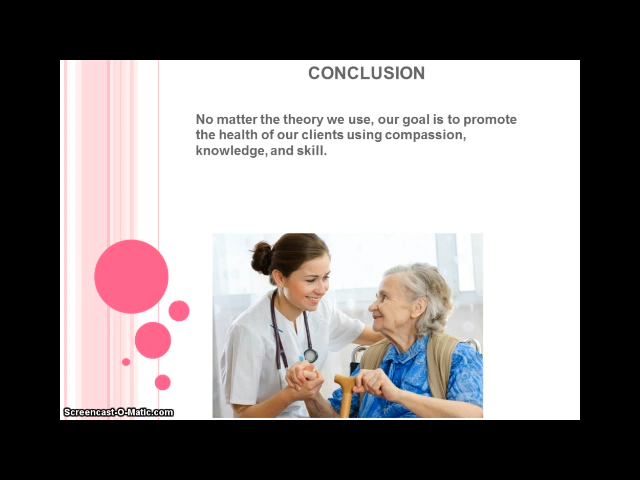 CONCLUSION
No matter the theory we use, our goal is to promote
the health of our clients using compassion,
knowledge, and skill.
Screencast-O-Matic.com